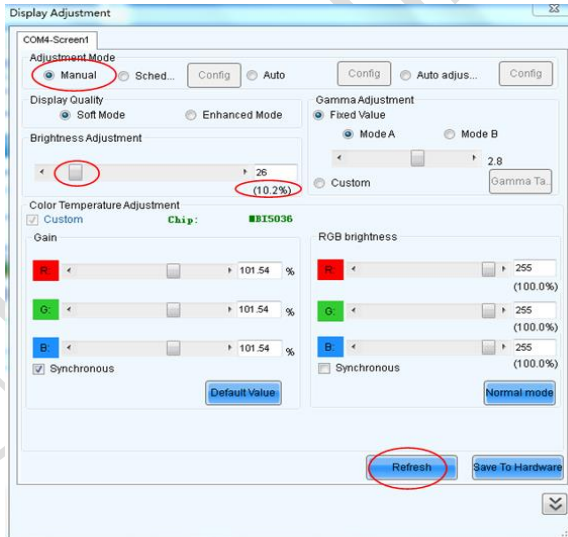 Display Adjustment
COM4-Screen1
Adjustment Mode
Manual Sched... Config Auto Config Auto adjus... Config
Display Quality
Soft Mode Enhanced Mode
Gamma Adjustment
Fixed Value
Mode A Mode B
2.8
Custom Gamma Ta..
Brightness Adjustment
26
(10.2%)
Color Temperature Adjustment
Custom Chip: MBI5036
Gain
R: 101.54 %
G: 101.54 %
B: 101.54 %
Synchronous
Default Value
RGB brightness
R: 255
(100.0%)
G: 255
(100.0%)
B: 255
(100.0%)
Synchronous
Normal mode
Refresh Save To Hardware